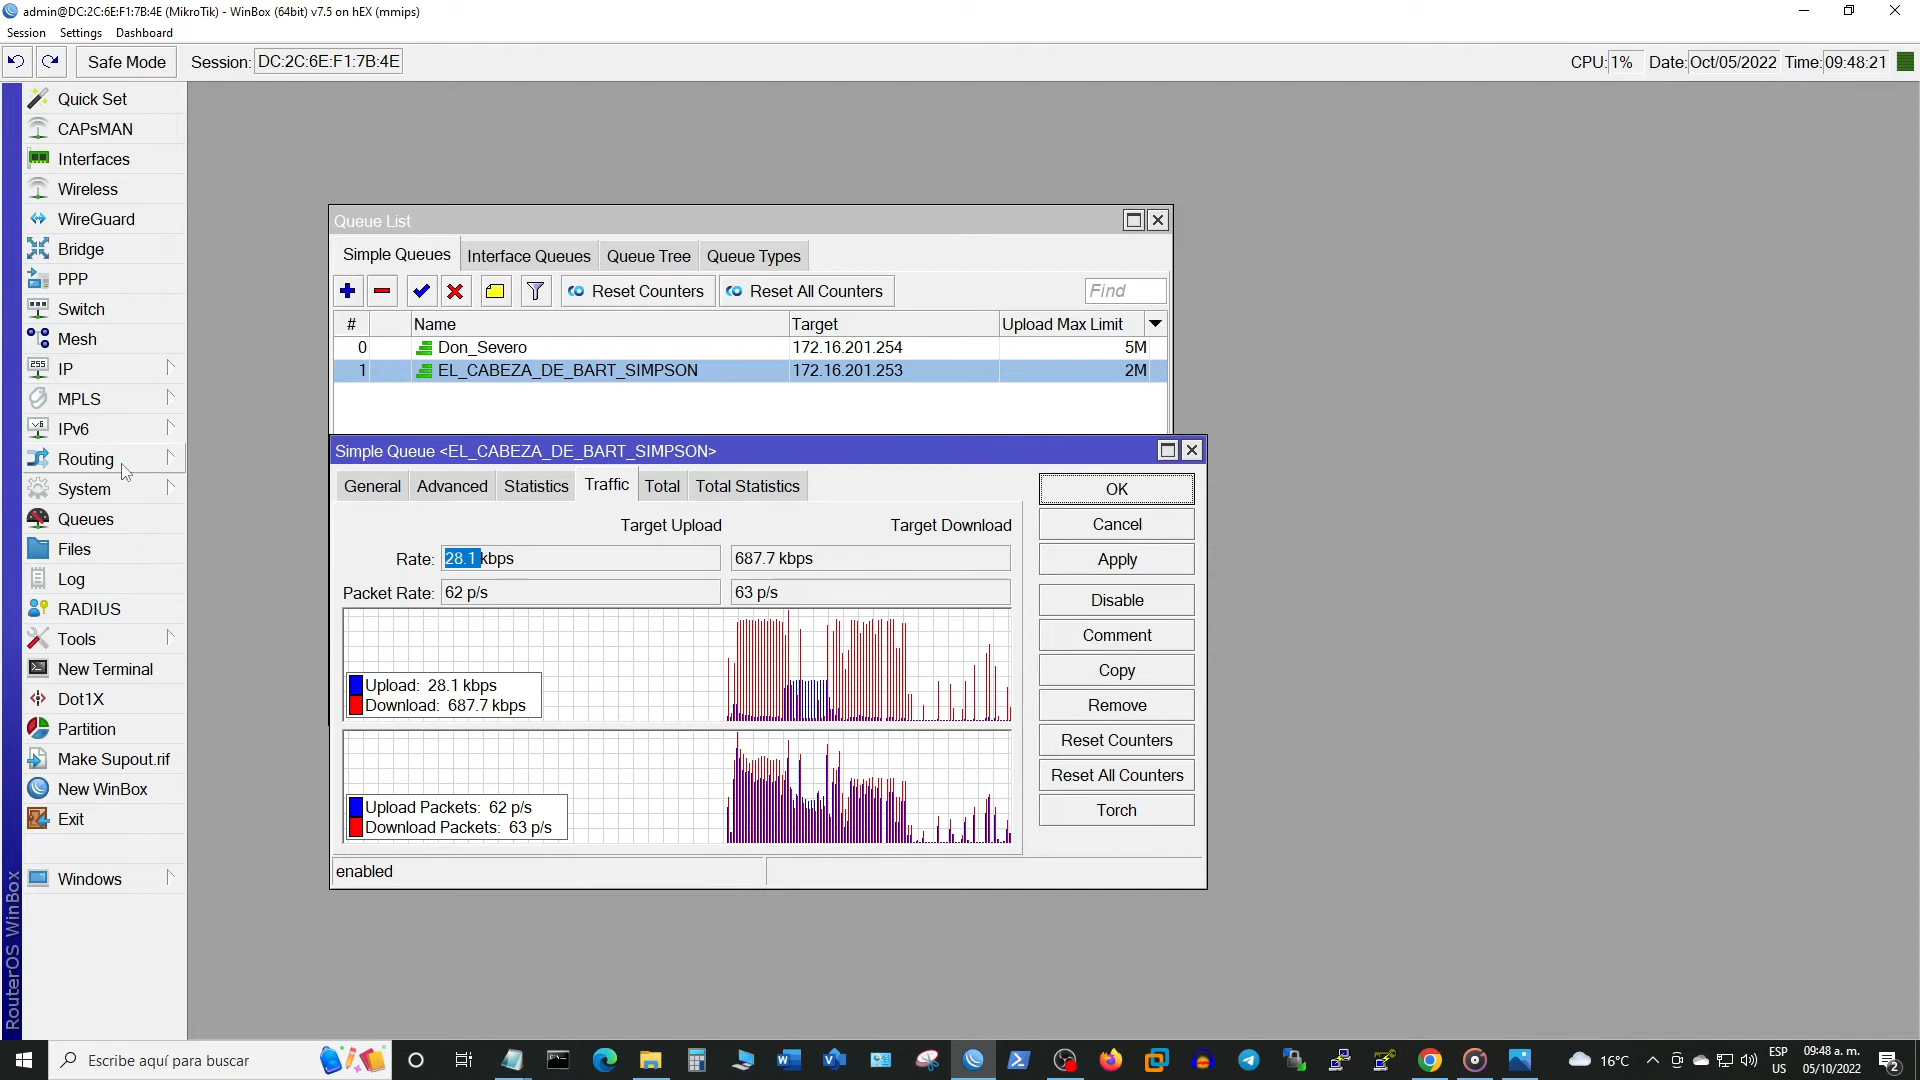 admin@DC:2C:6E:F1:7B:4E (MikroTik) - WinBox (64bit) v7.5 on hEX (mmips)
Session Settings Dashboard
Safe Mode Session: DC:2C:6E:F1:7B:4E CPU: 1% Date: Oct/05/2022 Time: 09:48:21
Quick Set
CAPsMAN
Interfaces
Wireless
WireGuard
Bridge
PPP
Switch
Mesh
IP
MPLS
IPv6
Routing
System
Queues
Files
Log
RADIUS
Tools
New Terminal
Dot1X
Partition
Make Supout.rif
New WinBox
Exit
Windows
RouterOS WinBox
Queue List
Simple Queues Interface Queues Queue Tree Queue Types
Reset Counters Reset All Counters Find
# Name Target Upload Max Limit
0 Don_Severo 172.16.201.254 5M
1 EL_CABEZA_DE_BART_SIMPSON 172.16.201.253 2M
Simple Queue <EL_CABEZA_DE_BART_SIMPSON>
General Advanced Statistics Traffic Total Total Statistics
Target Upload Target Download
Rate: 28.1 kbps 687.7 kbps
Packet Rate: 62 p/s 63 p/s
Upload: 28.1 kbps
Download: 687.7 kbps
Upload Packets: 62 p/s
Download Packets: 63 p/s
enabled
OK
Cancel
Apply
Disable
Comment
Copy
Remove
Reset Counters
Reset All Counters
Torch
Escribe aquí para buscar
16°C
ESP
US
09:48 a. m.
05/10/2022
2